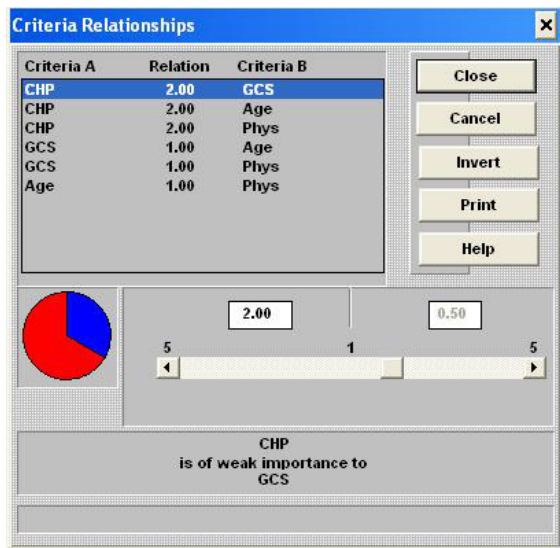 Criteria Relationships
Criteria A Relation Criteria B
CHP 2.00 GCS
CHP 2.00 Age
CHP 2.00 Phys
GCS 1.00 Age
GCS 1.00 Phys
Age 1.00 Phys
Close
Cancel
Invert
Print
Help
2.00 0.50
5 1 5
CHP
is of weak importance to
GCS